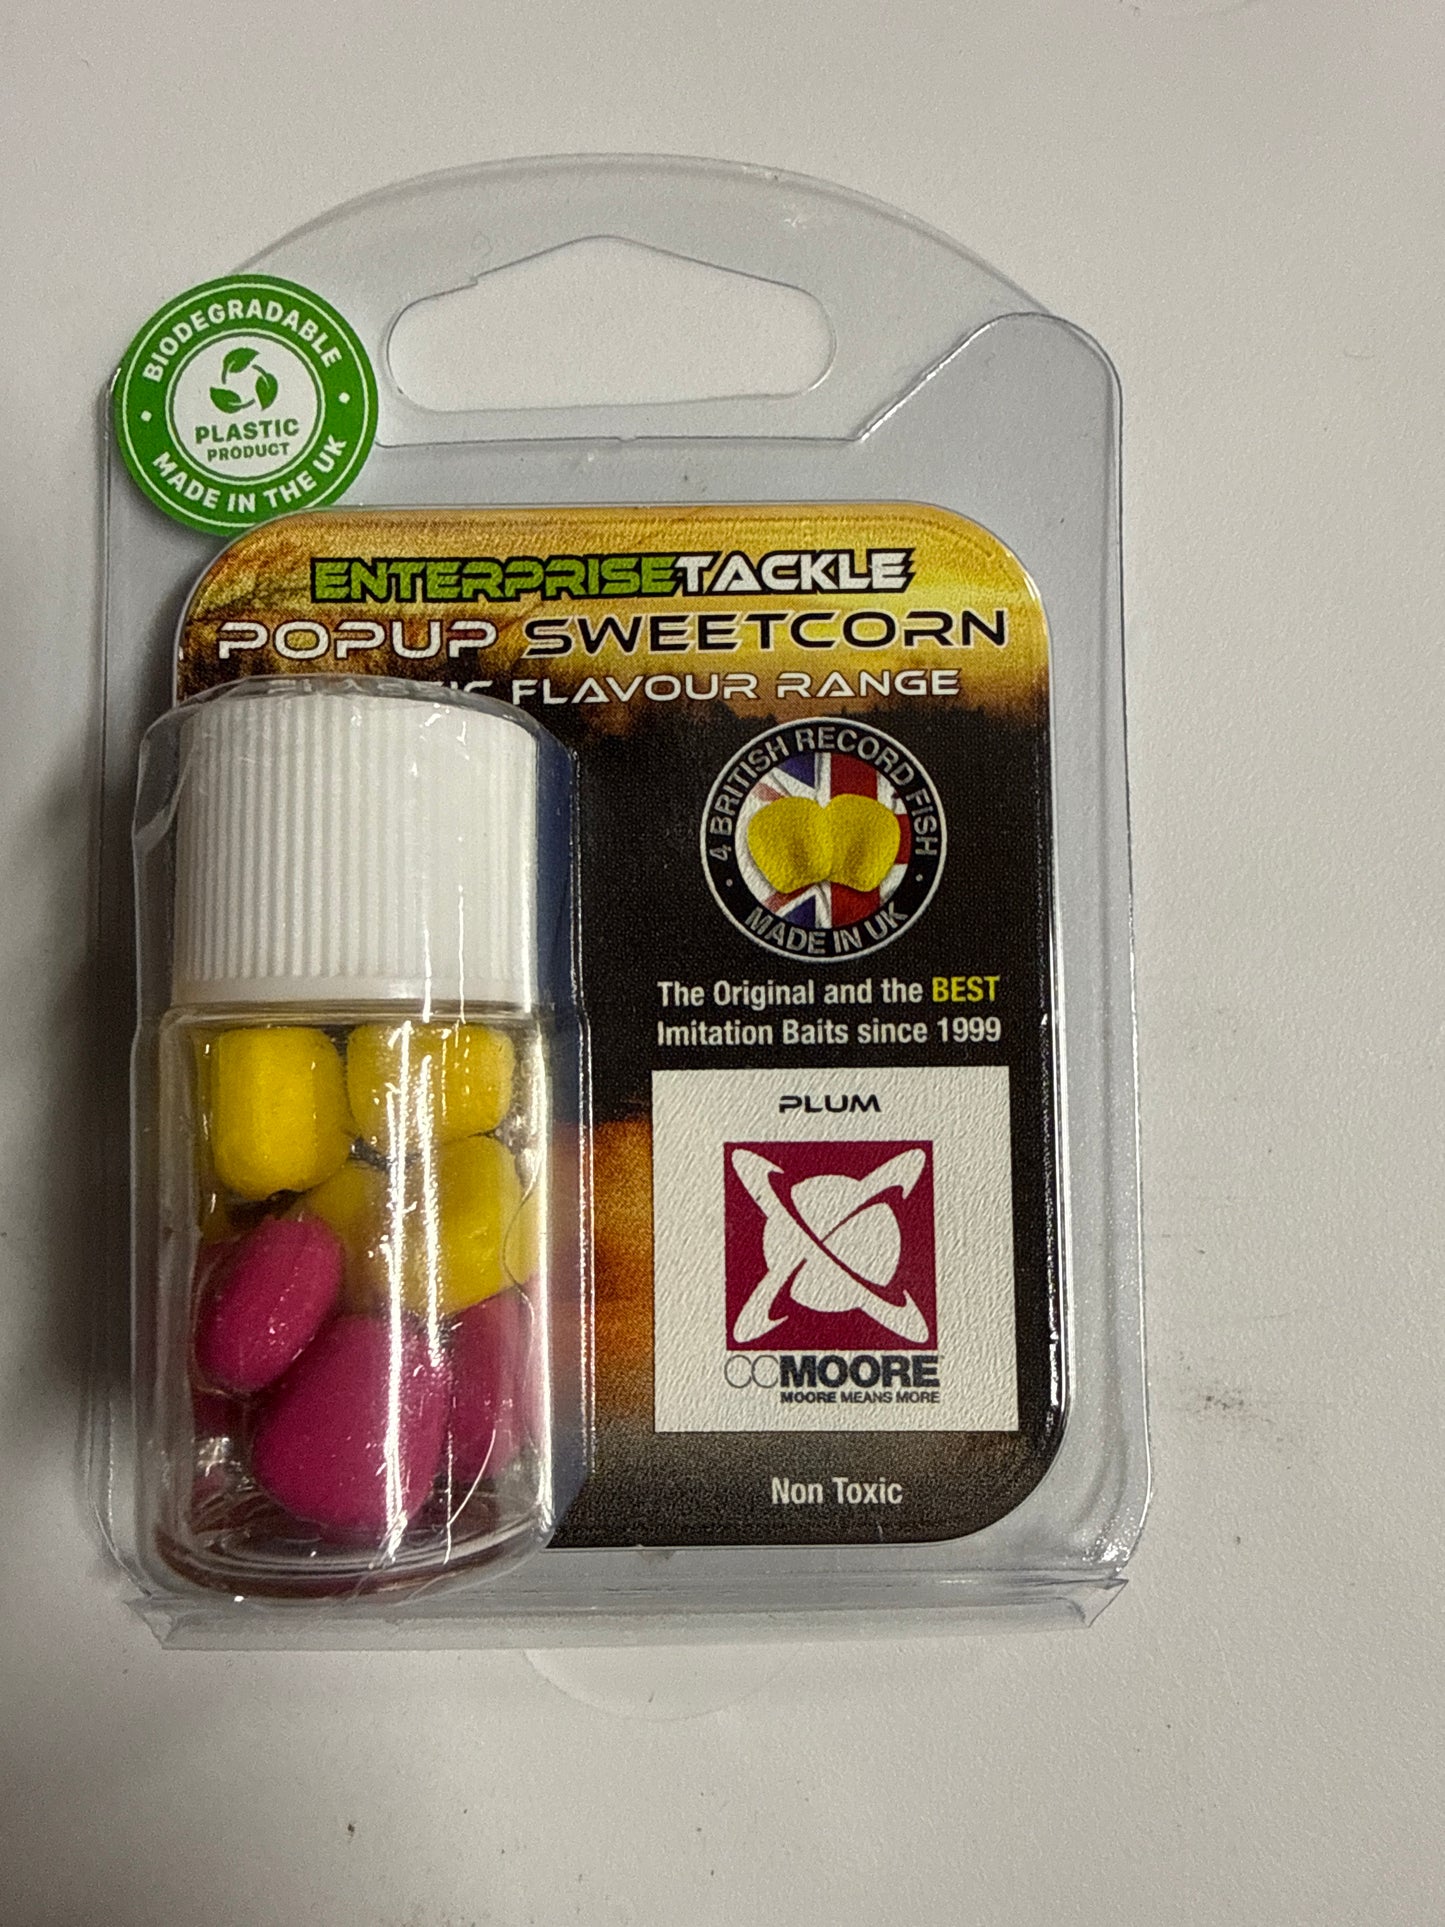 BIODEGRADABLE
PLASTIC
PRODUCT
MADE IN THE UK
ENTERPRISETACKLE
POPUP SWEETCORN
FLAVOUR RANGE
4 BRITISH RECORD FISH
MADE IN UK
The Original and the BEST
Imitation Baits since 1999
PLUM
CCMOORE
MOORE MEANS MORE
Non Toxic